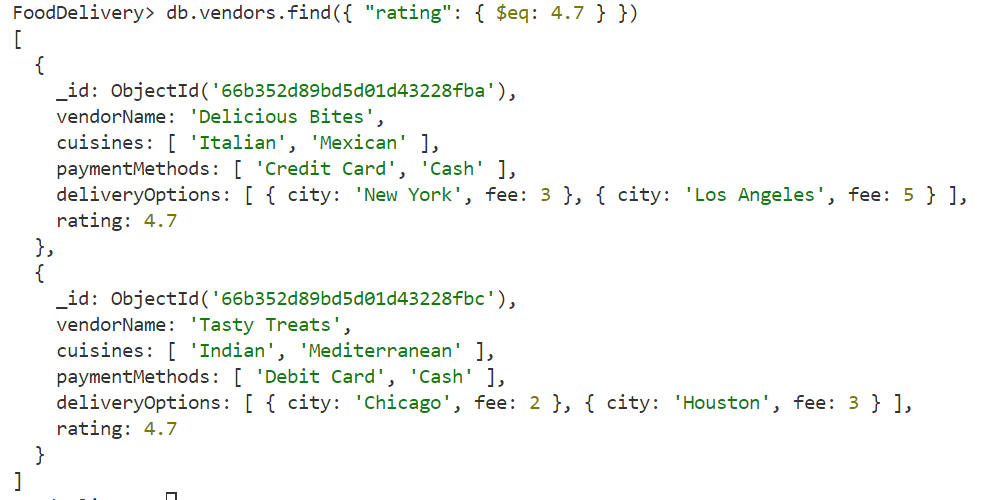 FoodDelivery> db.vendors.find({ "rating": { $eq: 4.7 } })
[
  {
    _id: ObjectId('66b352d89bd5d01d43228fba'),
    vendorName: 'Delicious Bites',
    cuisines: [ 'Italian', 'Mexican' ],
    paymentMethods: [ 'Credit Card', 'Cash' ],
    deliveryOptions: [ { city: 'New York', fee: 3 }, { city: 'Los Angeles', fee: 5 } ],
    rating: 4.7
  },
  {
    _id: ObjectId('66b352d89bd5d01d43228fbc'),
    vendorName: 'Tasty Treats',
    cuisines: [ 'Indian', 'Mediterranean' ],
    paymentMethods: [ 'Debit Card', 'Cash' ],
    deliveryOptions: [ { city: 'Chicago', fee: 2 }, { city: 'Houston', fee: 3 } ],
    rating: 4.7
  }
]